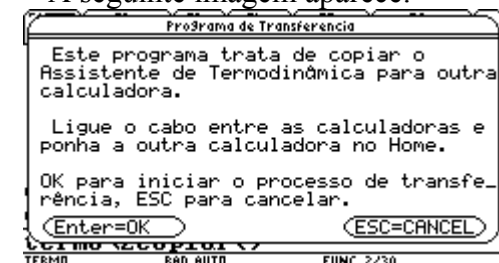 A seguinte imagem aparece:
Programa de Transferencia
Este programa trata de copiar o
Assistente de Termodinâmica para outra
calculadora.
Ligue o cabo entre as calculadoras e
ponha a outra calculadora no Home.
OK para iniciar o processo de transfe_
rência, ESC para cancelar.
Enter=OK ESC=CANCEL
termo\zcopiar()
TERMO RAD AUTO FUNC 2/30